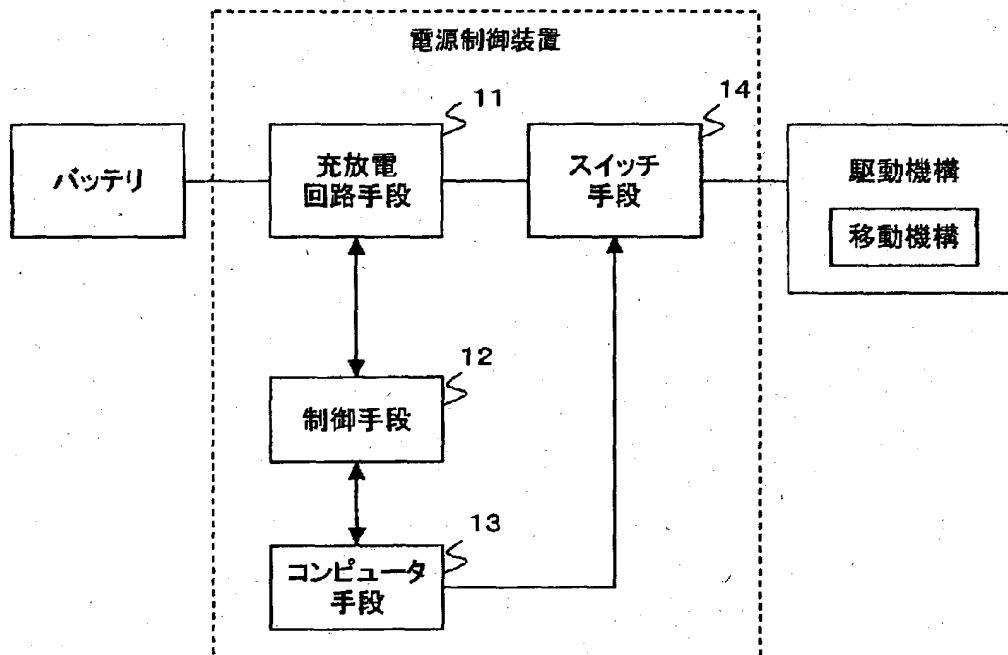 電源制御装置
11
14
バッテリ
充放電
回路手段
スイッチ
手段
駆動機構
移動機構
12
制御手段
13
コンピュータ
手段